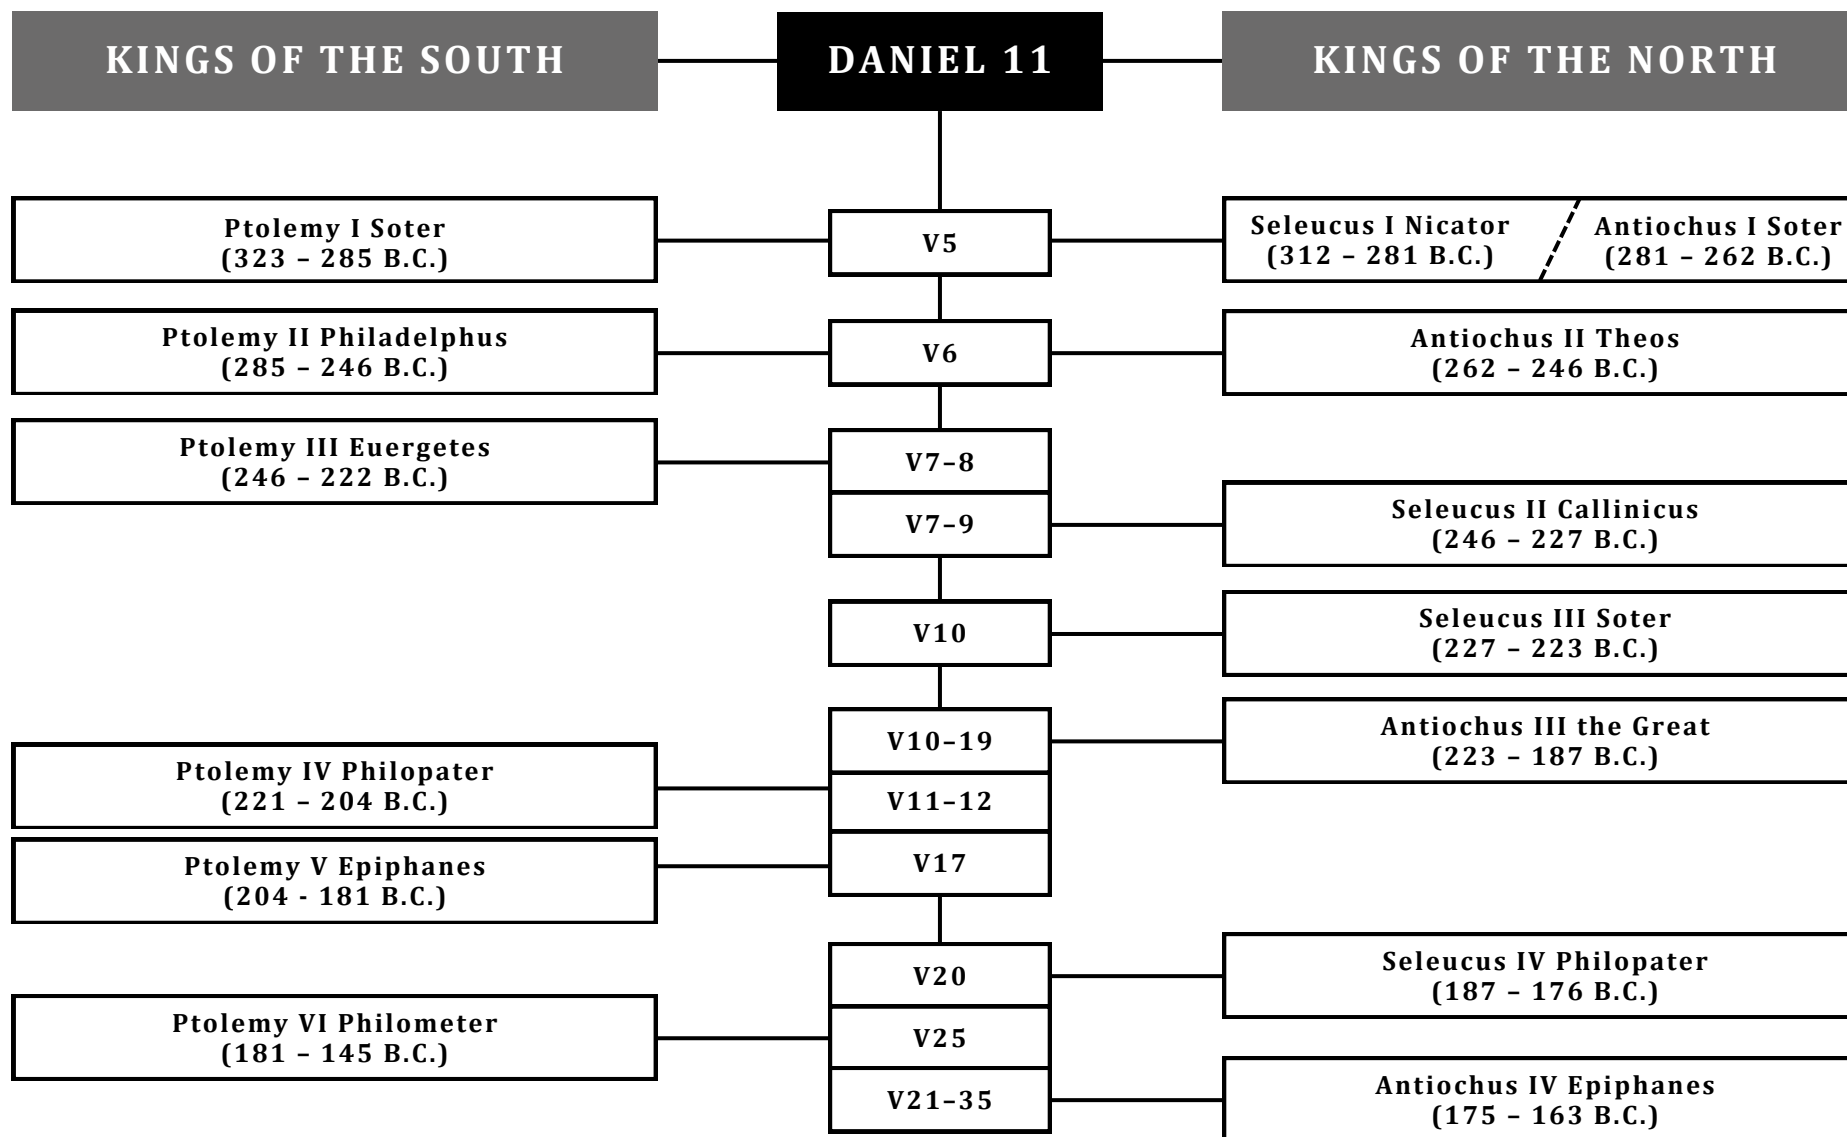 KINGS OF THE SOUTH
DANIEL 11
KINGS OF THE NORTH
Ptolemy I Soter
(323 – 285 B.C.)
V5
Seleucus I Nicator
(312 – 281 B.C.)
Antiochus I Soter
(281 – 262 B.C.)
Ptolemy II Philadelphus
(285 – 246 B.C.)
V6
Antiochus II Theos
(262 – 246 B.C.)
Ptolemy III Euergetes
(246 – 222 B.C.)
V7–8
V7–9
Seleucus II Callinicus
(246 – 227 B.C.)
V10
Seleucus III Soter
(227 – 223 B.C.)
V10–19
Antiochus III the Great
(223 – 187 B.C.)
Ptolemy IV Philopater
(221 – 204 B.C.)
V11–12
Ptolemy V Epiphanes
(204 - 181 B.C.)
V17
V20
Seleucus IV Philopater
(187 – 176 B.C.)
Ptolemy VI Philometer
(181 – 145 B.C.)
V25
V21–35
Antiochus IV Epiphanes
(175 – 163 B.C.)